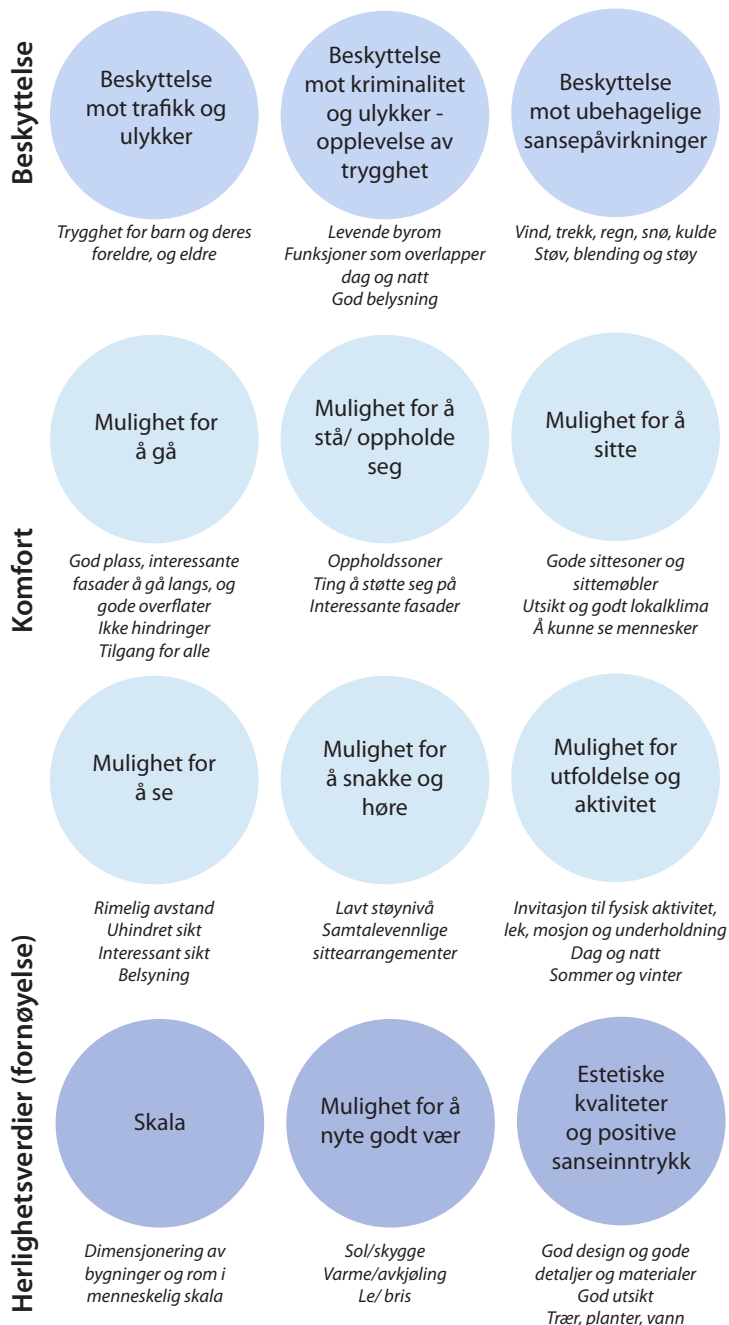 Beskyttelse
Beskyttelse
mot trafikk og
ulykker
Trygghet for barn og deres
foreldre, og eldre
Beskyttelse
mot kriminalitet
og ulykker -
opplevelse av
trygghet
Levende byrom
Funksjoner som overlapper
dag og natt
God belysning
Beskyttelse
mot ubehagelige
sansepåvirkninger
Vind, trekk, regn, snø, kulde
Støv, blending og støy
Komfort
Mulighet for
å gå
God plass, interessante
fasader å gå langs, og
gode overflater
Ikke hindringer
Tilgang for alle
Mulighet for å
stå/ oppholde
seg
Oppholdssoner
Ting å støtte seg på
Interessante fasader
Mulighet for å
sitte
Gode sittesoner og
sittemøbler
Utsikt og godt lokalklima
Å kunne se mennesker
Mulighet for
å se
Rimelig avstand
Uhindret sikt
Interessant sikt
Belsyning
Mulighet for
å snakke og
høre
Lavt støynivå
Samtalevennlige
sittearrangementer
Mulighet for
utfoldelse og
aktivitet
Invitasjon til fysisk aktivitet,
lek, mosjon og underholdning
Dag og natt
Sommer og vinter
Herlighetsverdier (fornøyelse)
Skala
Dimensjonering av
bygninger og rom i
menneskelig skala
Mulighet for å
nyte godt vær
Sol/skygge
Varme/avkjøling
Le/ bris
Estetiske
kvaliteter
og positive
sanseinntrykk
God design og gode
detaljer og materialer
God utsikt
Trær, planter, vann